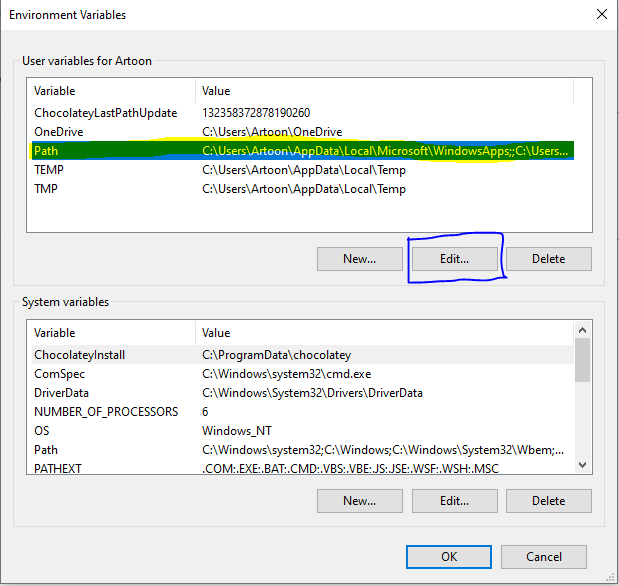 Environment Variables
User variables for Artoon
Variable Value
ChocolateyLastPathUpdate 132358372878190260
OneDrive C:\Users\Artoon\OneDrive
Path C:\Users\Artoon\AppData\Local\Microsoft\WindowsApps;;C:\Users...
TEMP C:\Users\Artoon\AppData\Local\Temp
TMP C:\Users\Artoon\AppData\Local\Temp
New... Edit... Delete
System variables
Variable Value
ChocolateyInstall C:\ProgramData\chocolatey
ComSpec C:\Windows\system32\cmd.exe
DriverData C:\Windows\System32\Drivers\DriverData
NUMBER_OF_PROCESSORS 6
OS Windows_NT
Path C:\Windows\system32;C:\Windows;C:\Windows\System32\Wbem;...
PATHEXT .COM;.EXE;.BAT;.CMD;.VBS;.VBE;.JS;.JSE;.WSF;.WSH;.MSC
New... Edit... Delete
OK Cancel